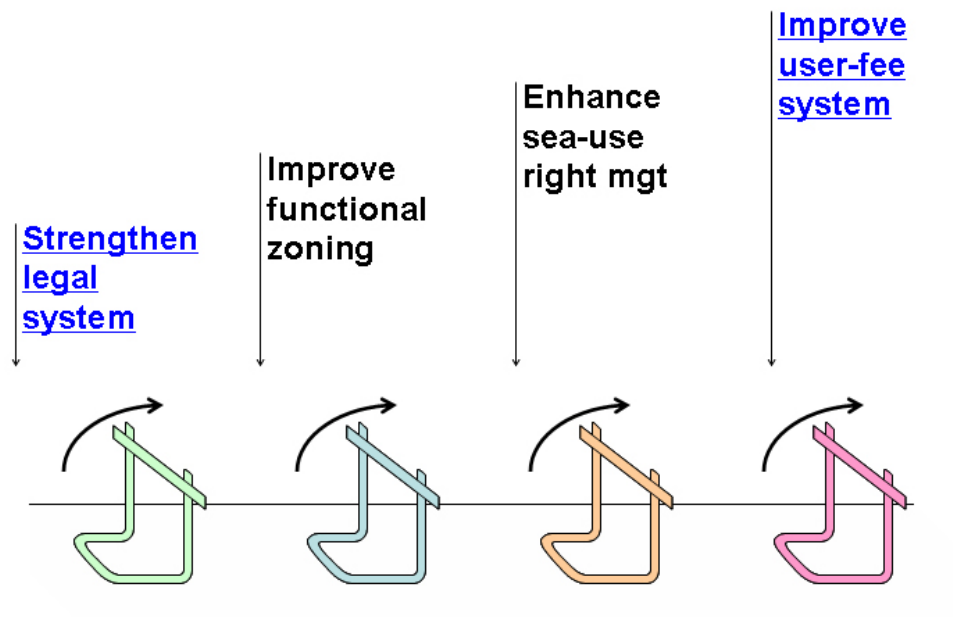 Strengthen
legal
system
Improve
functional
zoning
Enhance
sea-use
right mgt
Improve
user-fee
system